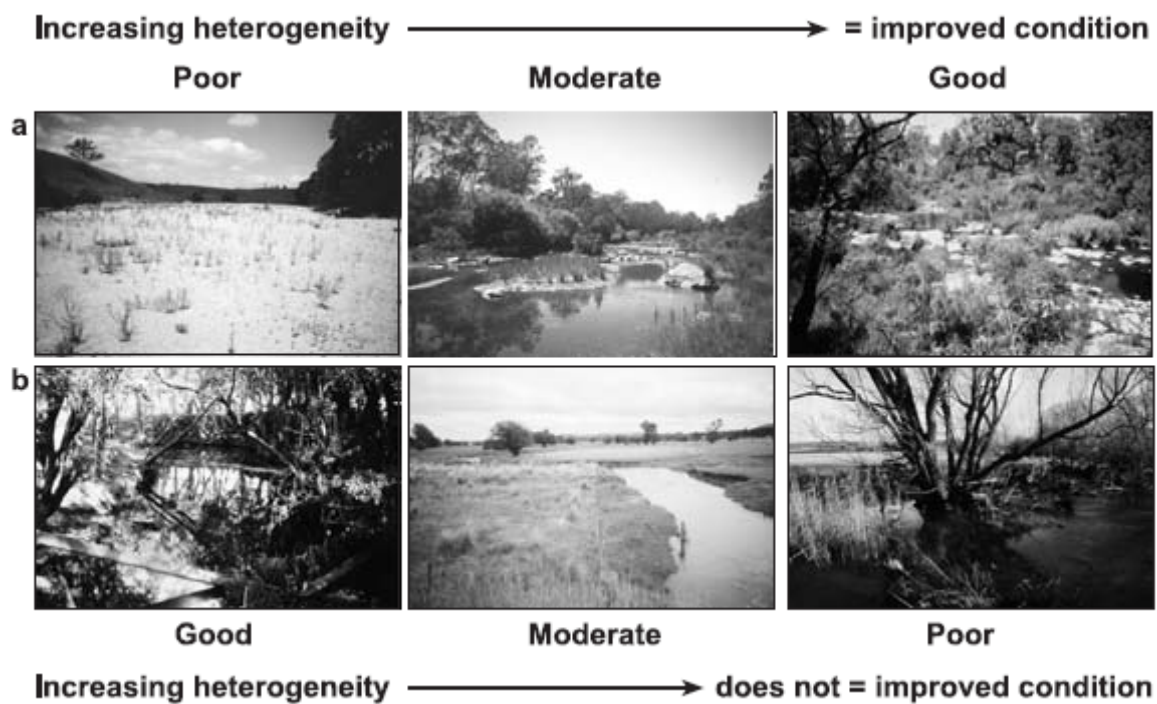 Increasing heterogeneity = improved condition
Poor Moderate Good
a
b
Good Moderate Poor
Increasing heterogeneity does not = improved condition